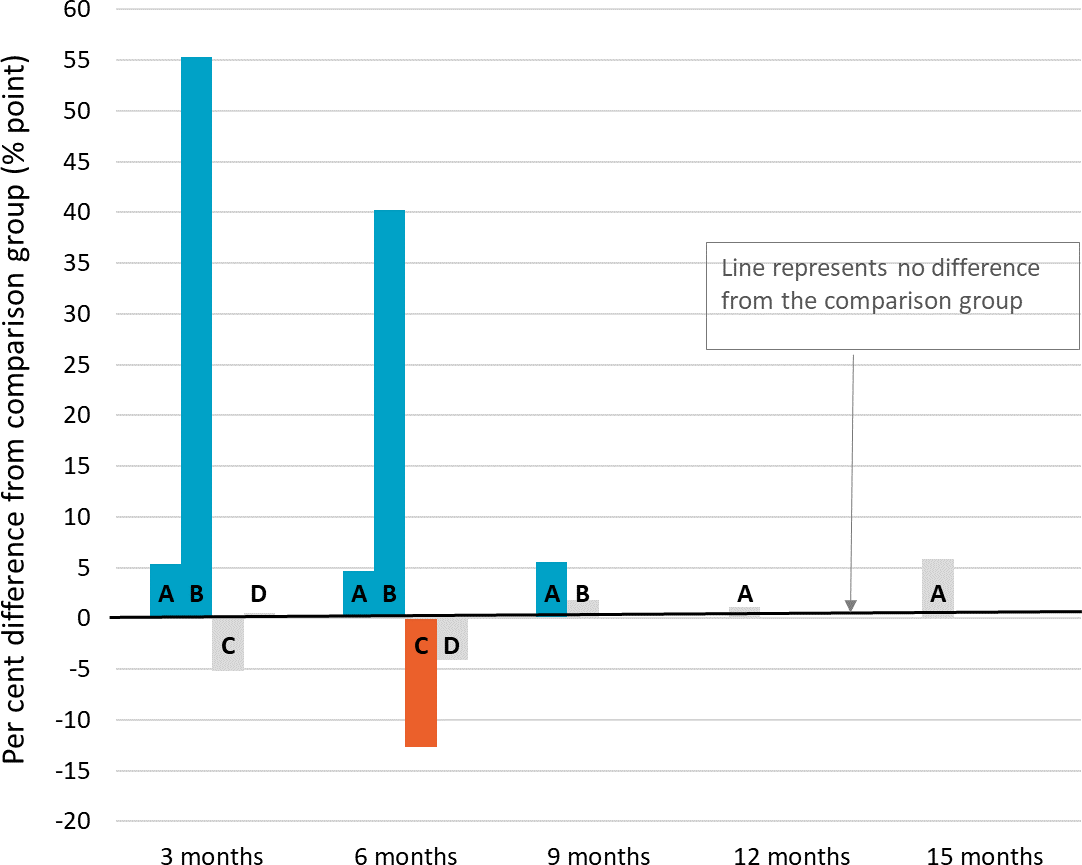 Per cent difference from comparison group (% point)
60
55
50
45
40
35
30
25
20
15
10
5
0
-5
-10
-15
-20
Line represents no difference
from the comparison group
A B D
C
A B
C D
A B
A
A
3 months 6 months 9 months 12 months 15 months